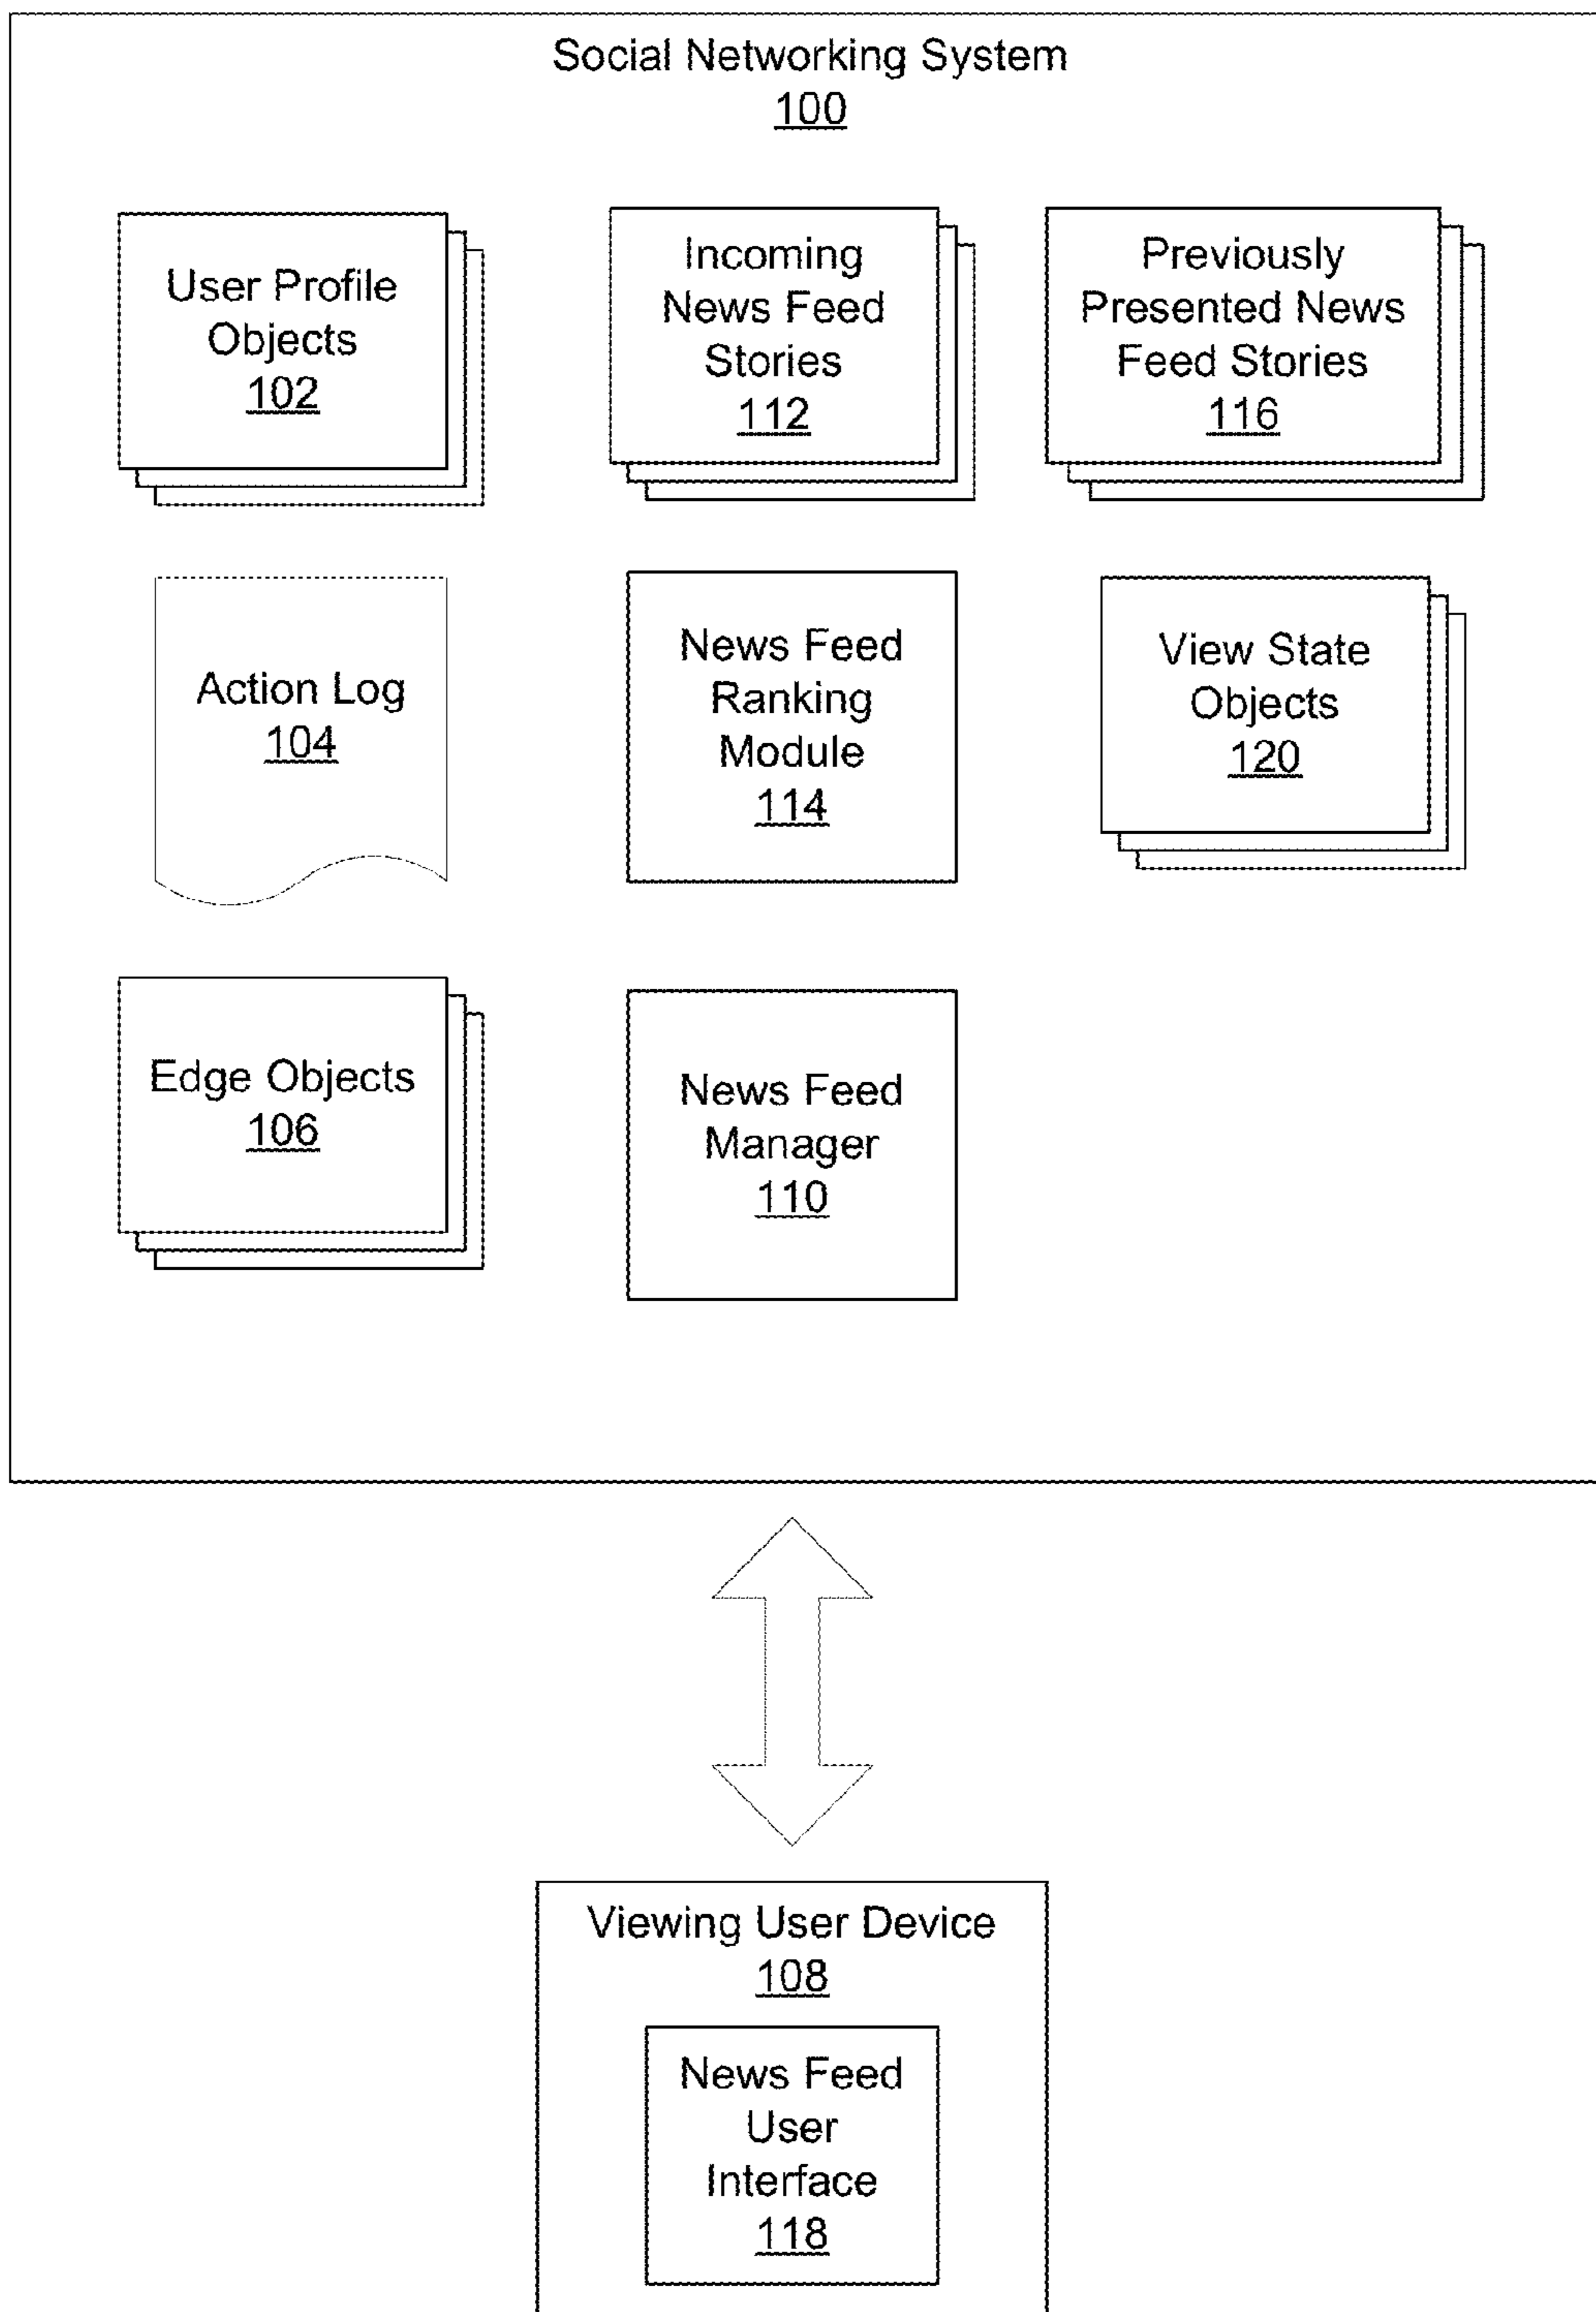 Social Networking System
100
User Profile
Objects
102
Incoming
News Feed
Stories
112
Previously
Presented News
Feed Stories
116
Action Log
104
News Feed
Ranking
Module
114
View State
Objects
120
Edge Objects
106
News Feed
Manager
110
Viewing User Device
108
News Feed
User
Interface
118